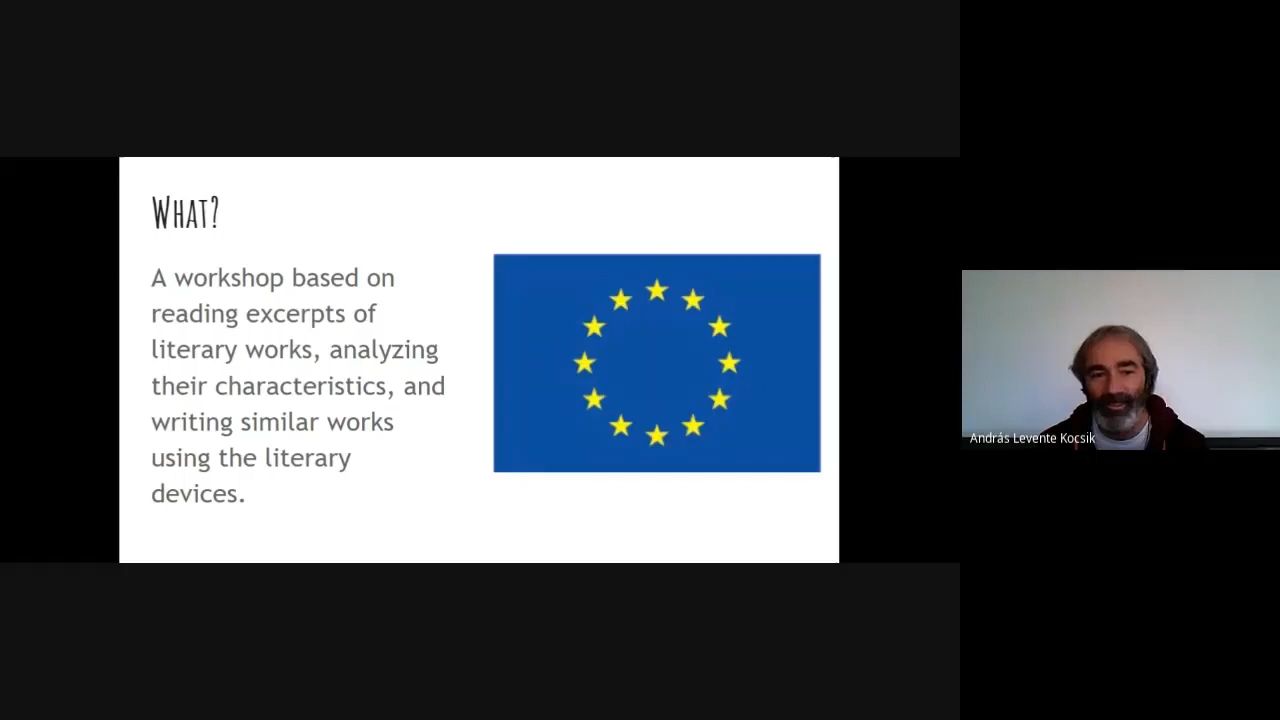 What?
A workshop based on
reading excerpts of
literary works, analyzing
their characteristics, and
writing similar works
using the literary
devices.
András Levente Kocsik